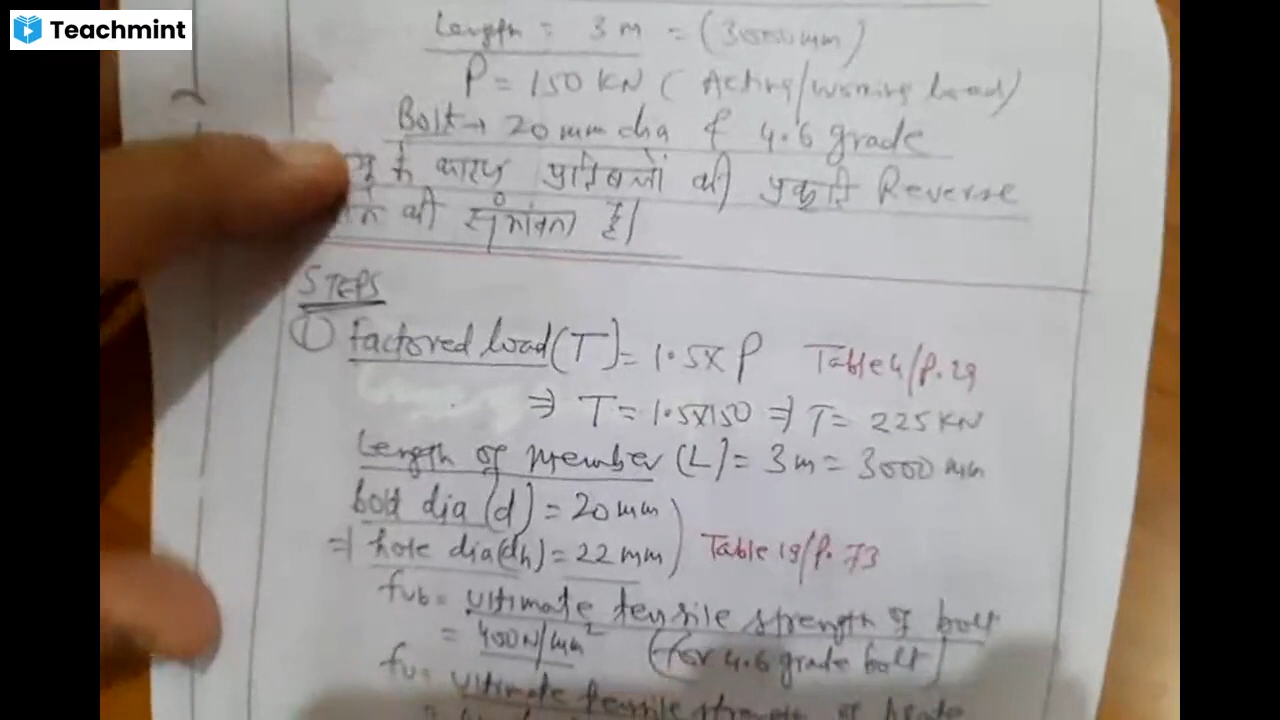 Teachmint
Length = 3 m = (3000mm)
P = 150 KN ( Acting/working Load)
Bolt → 20 mm dia & 4.6 grade
के कारण प्रतिबलों की प्रकृति Reverse
की संभावना है।
STEPS
① Factored load (T) = 1.5 x P Table 4/P.29
⇒ T = 1.5x150 ⇒ T = 225 KN
Length of member (L) = 3 m = 3000 mm
bolt dia (d) = 20 mm
⇒ hole dia (dh) = 22 mm) Table 19/P.73
fub = ultimate tensile strength of bolt
= 400 N/mm² (for 4.6 grade bolt)
fu = ultimate tensile strength of plate